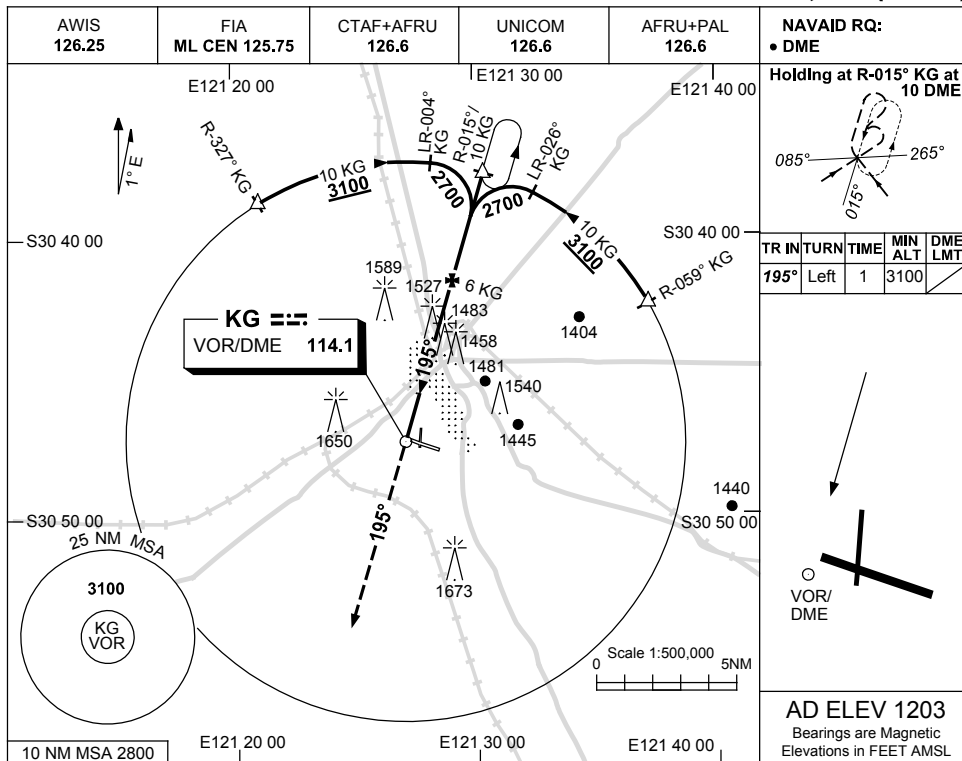 AWIS
126.25
FIA
ML CEN 125.75
CTAF+AFRU
126.6
UNICOM
126.6
AFRU+PAL
126.6
NAVAID RQ:
• DME
Holding at R-015° KG at
10 DME
085°
265°
015°
TR IN TURN TIME MIN ALT DME LMT
195° Left 1 3100
E121 20 00
E121 30 00
E121 40 00
1° E
R-327° KG
10 KG
3100
LR-004°
KG
R-015°/
10 KG
LR-026°
KG
2700
2700
10 KG
3100
R-059° KG
S30 40 00
S30 40 00
6 KG
1589
1527
1483
1458
1404
1481
1540
1445
1650
KG
VOR/DME 114.1
195°
195°
1440
S30 50 00
S30 50 00
1673
25 NM MSA
3100
KG
VOR
Scale 1:500,000
0 5NM
10 NM MSA 2800
E121 20 00
E121 30 00
E121 40 00
VOR/
DME
AD ELEV 1203
Bearings are Magnetic
Elevations in FEET AMSL